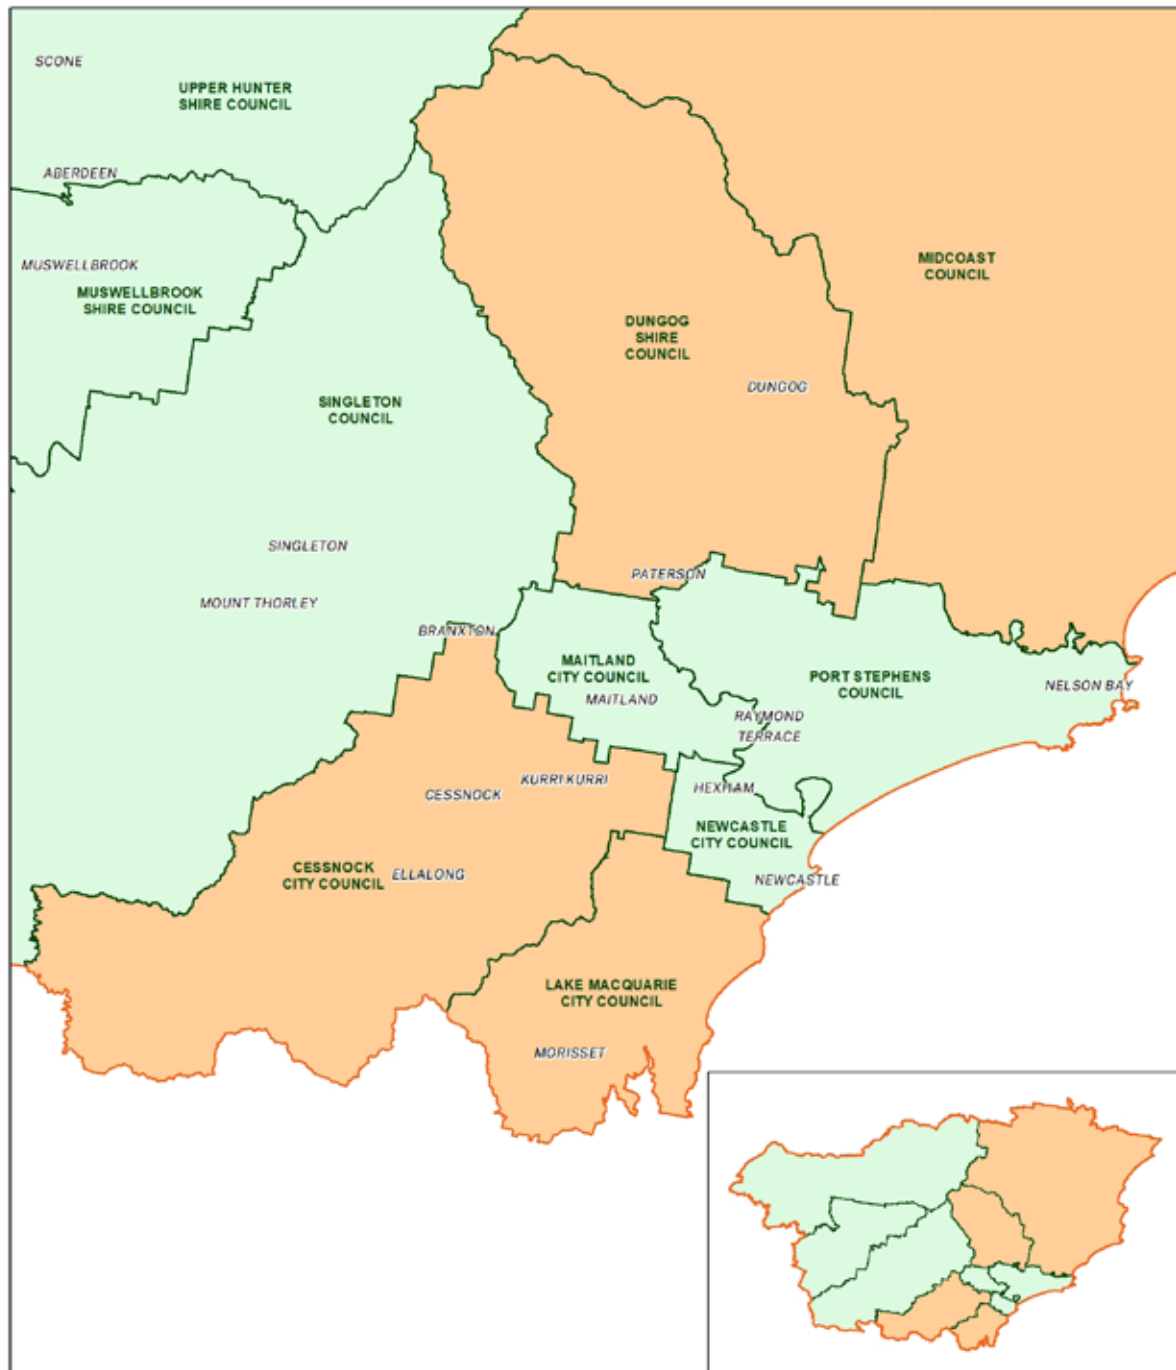 SCONE
UPPER HUNTER
SHIRE COUNCIL
ABERDEEN
MUSWELLBROOK
MUSWELLBROOK
SHIRE COUNCIL
MIDCOAST
COUNCIL
DUNGOG
SHIRE
COUNCIL
DUNGOG
SINGLETON
COUNCIL
SINGLETON
MOUNT THORLEY
PATERSON
BRANXTON
MAITLAND
CITY COUNCIL
MAITLAND
PORT STEPHENS
COUNCIL
NELSON BAY
RAYMOND
TERRACE
KURRI KURRI
CESSNOCK
HEXHAM
NEWCASTLE
CITY COUNCIL
CESSNOCK
CITY COUNCIL
ELLALONG
NEWCASTLE
LAKE MACQUARIE
CITY COUNCIL
MORISSET